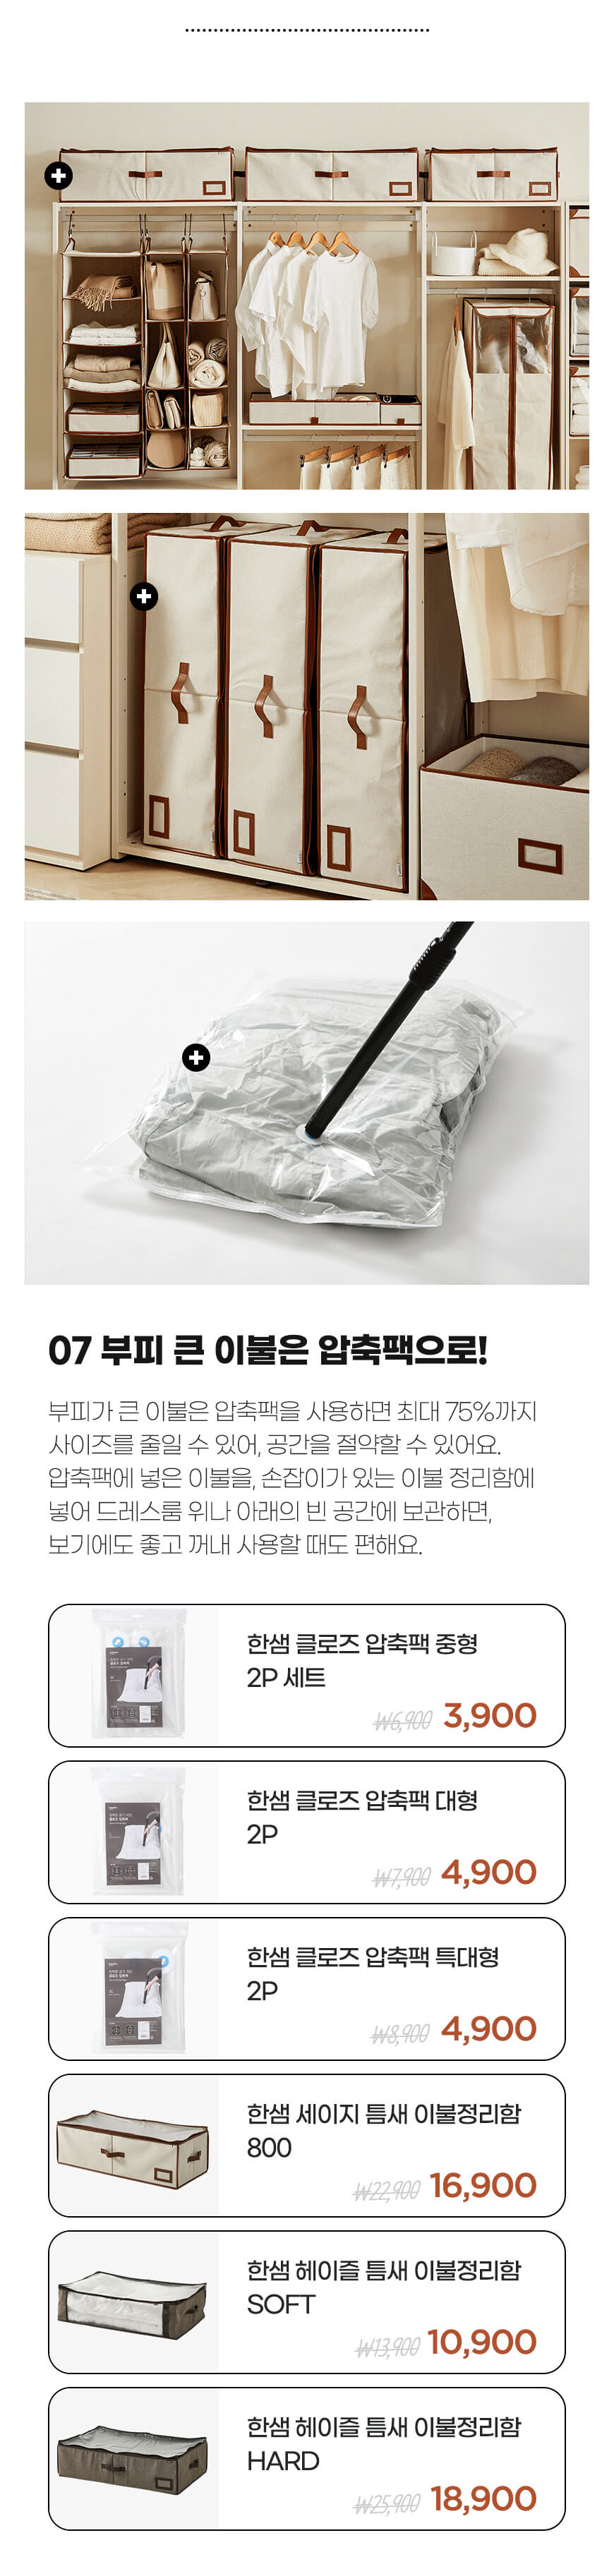 07 부피 큰 이불은 압축팩으로!
부피가 큰 이불은 압축팩을 사용하면 최대 75%까지
사이즈를 줄일 수 있어, 공간을 절약할 수 있어요.
압축팩에 넣은 이불을, 손잡이가 있는 이불 정리함에
넣어 드레스룸 위나 아래의 빈 공간에 보관하면,
보기에도 좋고 꺼내 사용할 때도 편해요.
한샘 클로즈 압축팩 중형
2P 세트
₩6,900 3,900
한샘 클로즈 압축팩 대형
2P
₩7,900 4,900
한샘 클로즈 압축팩 특대형
2P
₩8,900 4,900
한샘 세이지 틈새 이불정리함
800
₩22,900 16,900
한샘 헤이즐 틈새 이불정리함
SOFT
₩13,900 10,900
한샘 헤이즐 틈새 이불정리함
HARD
₩25,900 18,900